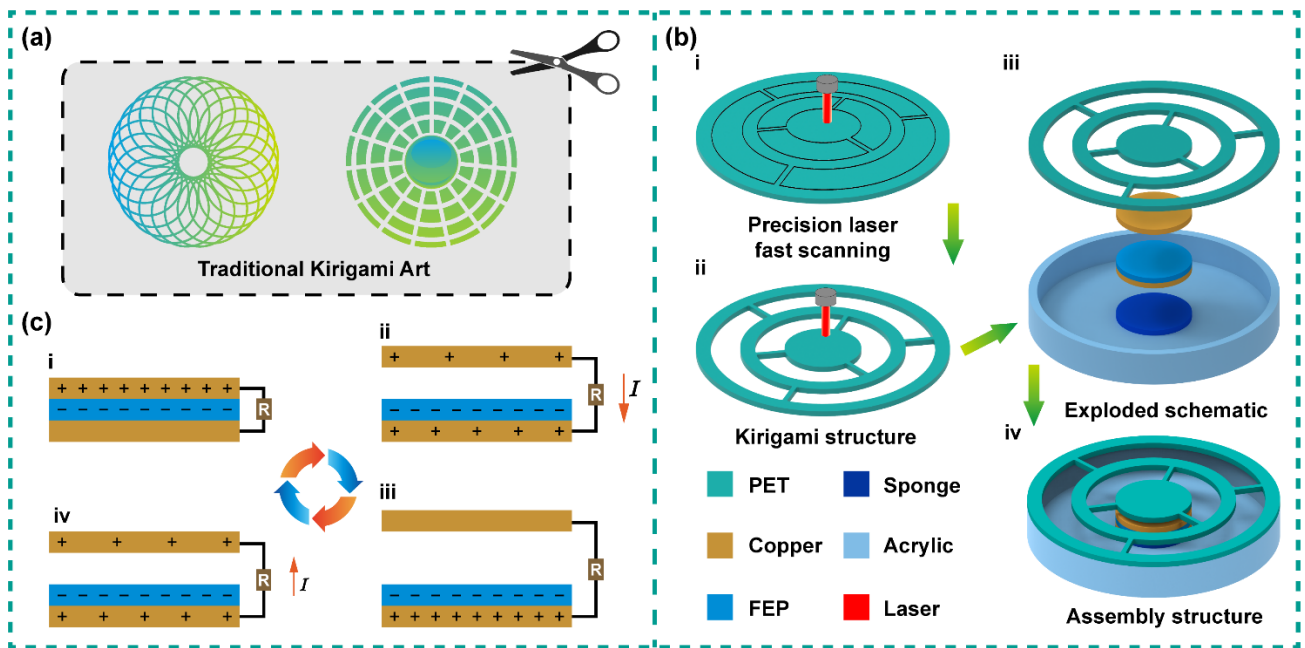 (a)
Traditional Kirigami Art
(b)
i
Precision laser
fast scanning
ii
Kirigami structure
iii
Exploded schematic
iv
Assembly structure
PET
Sponge
Copper
Acrylic
FEP
Laser
(c)
i
+ + + + + + + + +
− − − − − − − −
R
ii
+ + + +
− − − − − − − −
+ + + +
R
I
iii
− − − − − − − −
+ + + + + + + + +
R
iv
+ + + +
− − − − − − − −
+ + + +
R
I